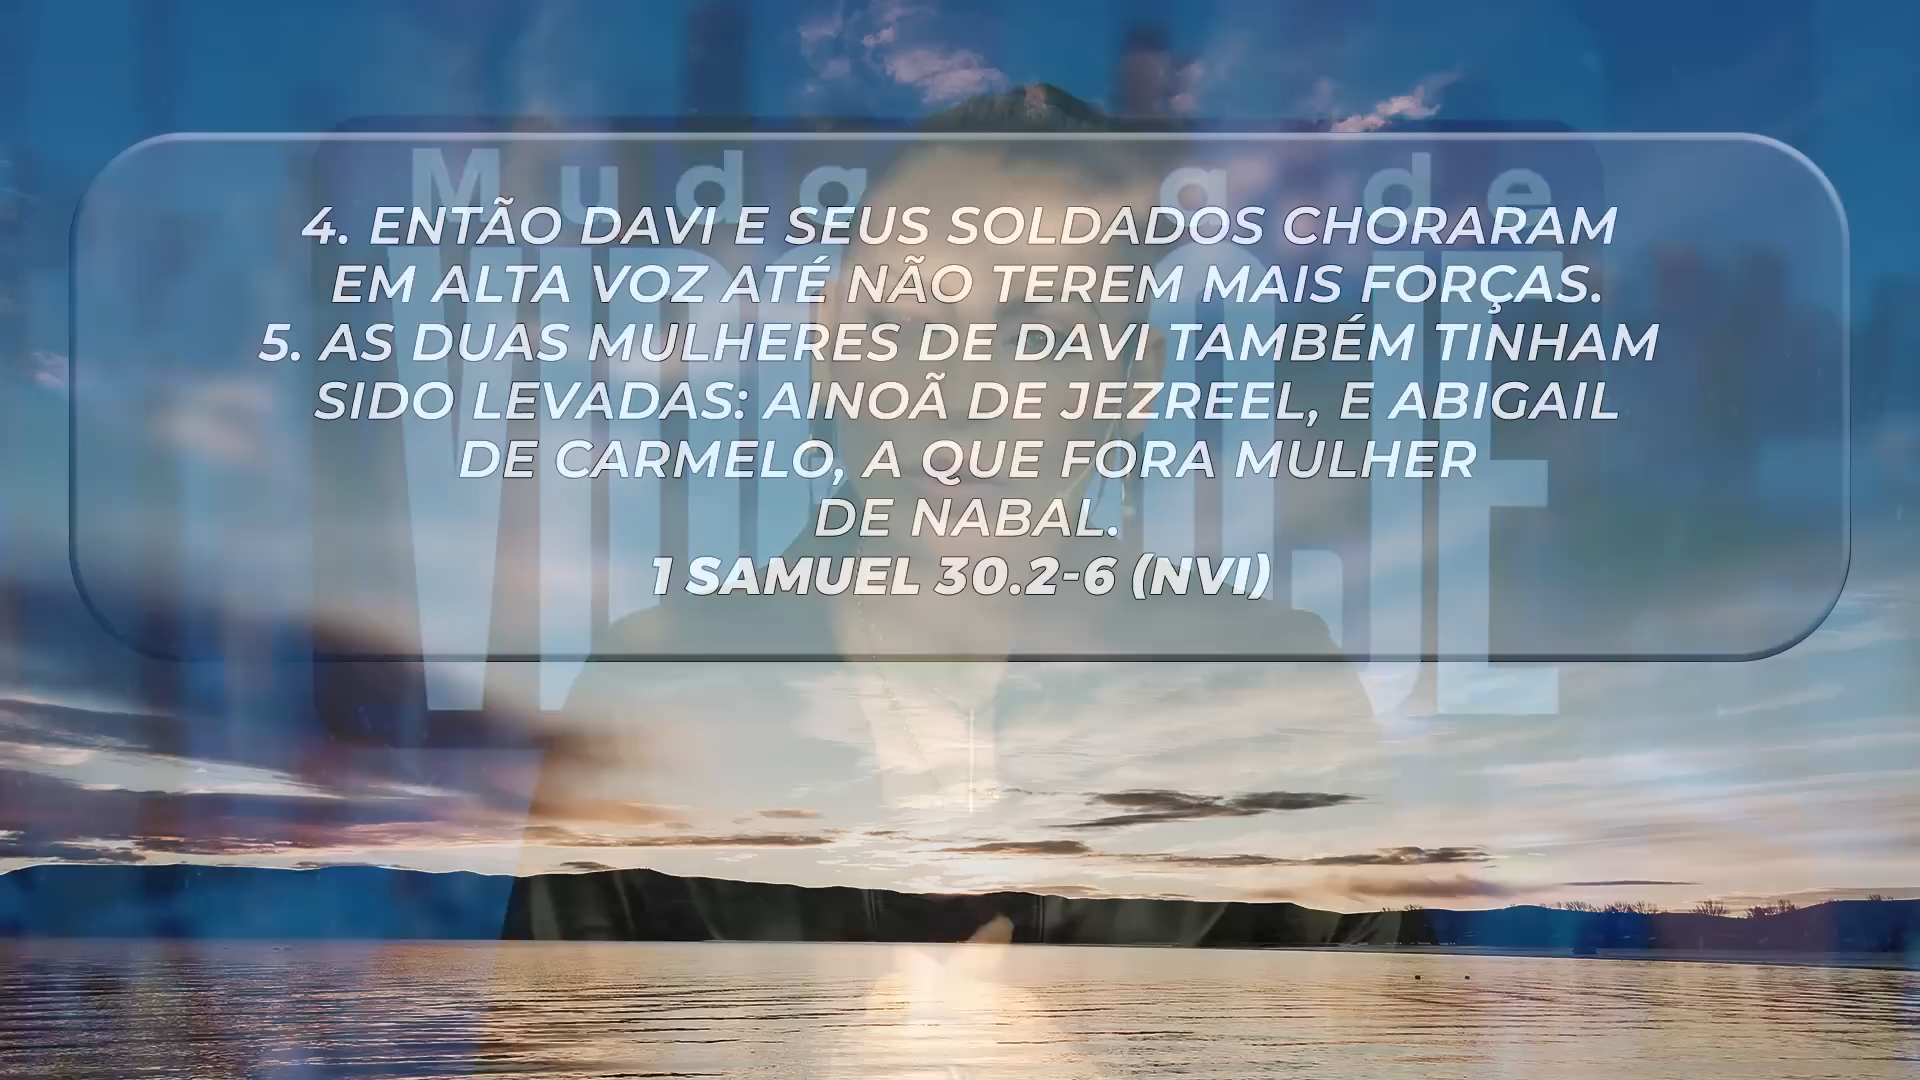 Muda a de
4. ENTÃO DAVI E SEUS SOLDADOS CHORARAM
EM ALTA VOZ ATÉ NÃO TEREM MAIS FORÇAS.
5. AS DUAS MULHERES DE DAVI TAMBÉM TINHAM
SIDO LEVADAS: AINOÃ DE JEZREEL, E ABIGAIL
DE CARMELO, A QUE FORA MULHER
DE NABAL.
1 SAMUEL 30.2-6 (NVI)